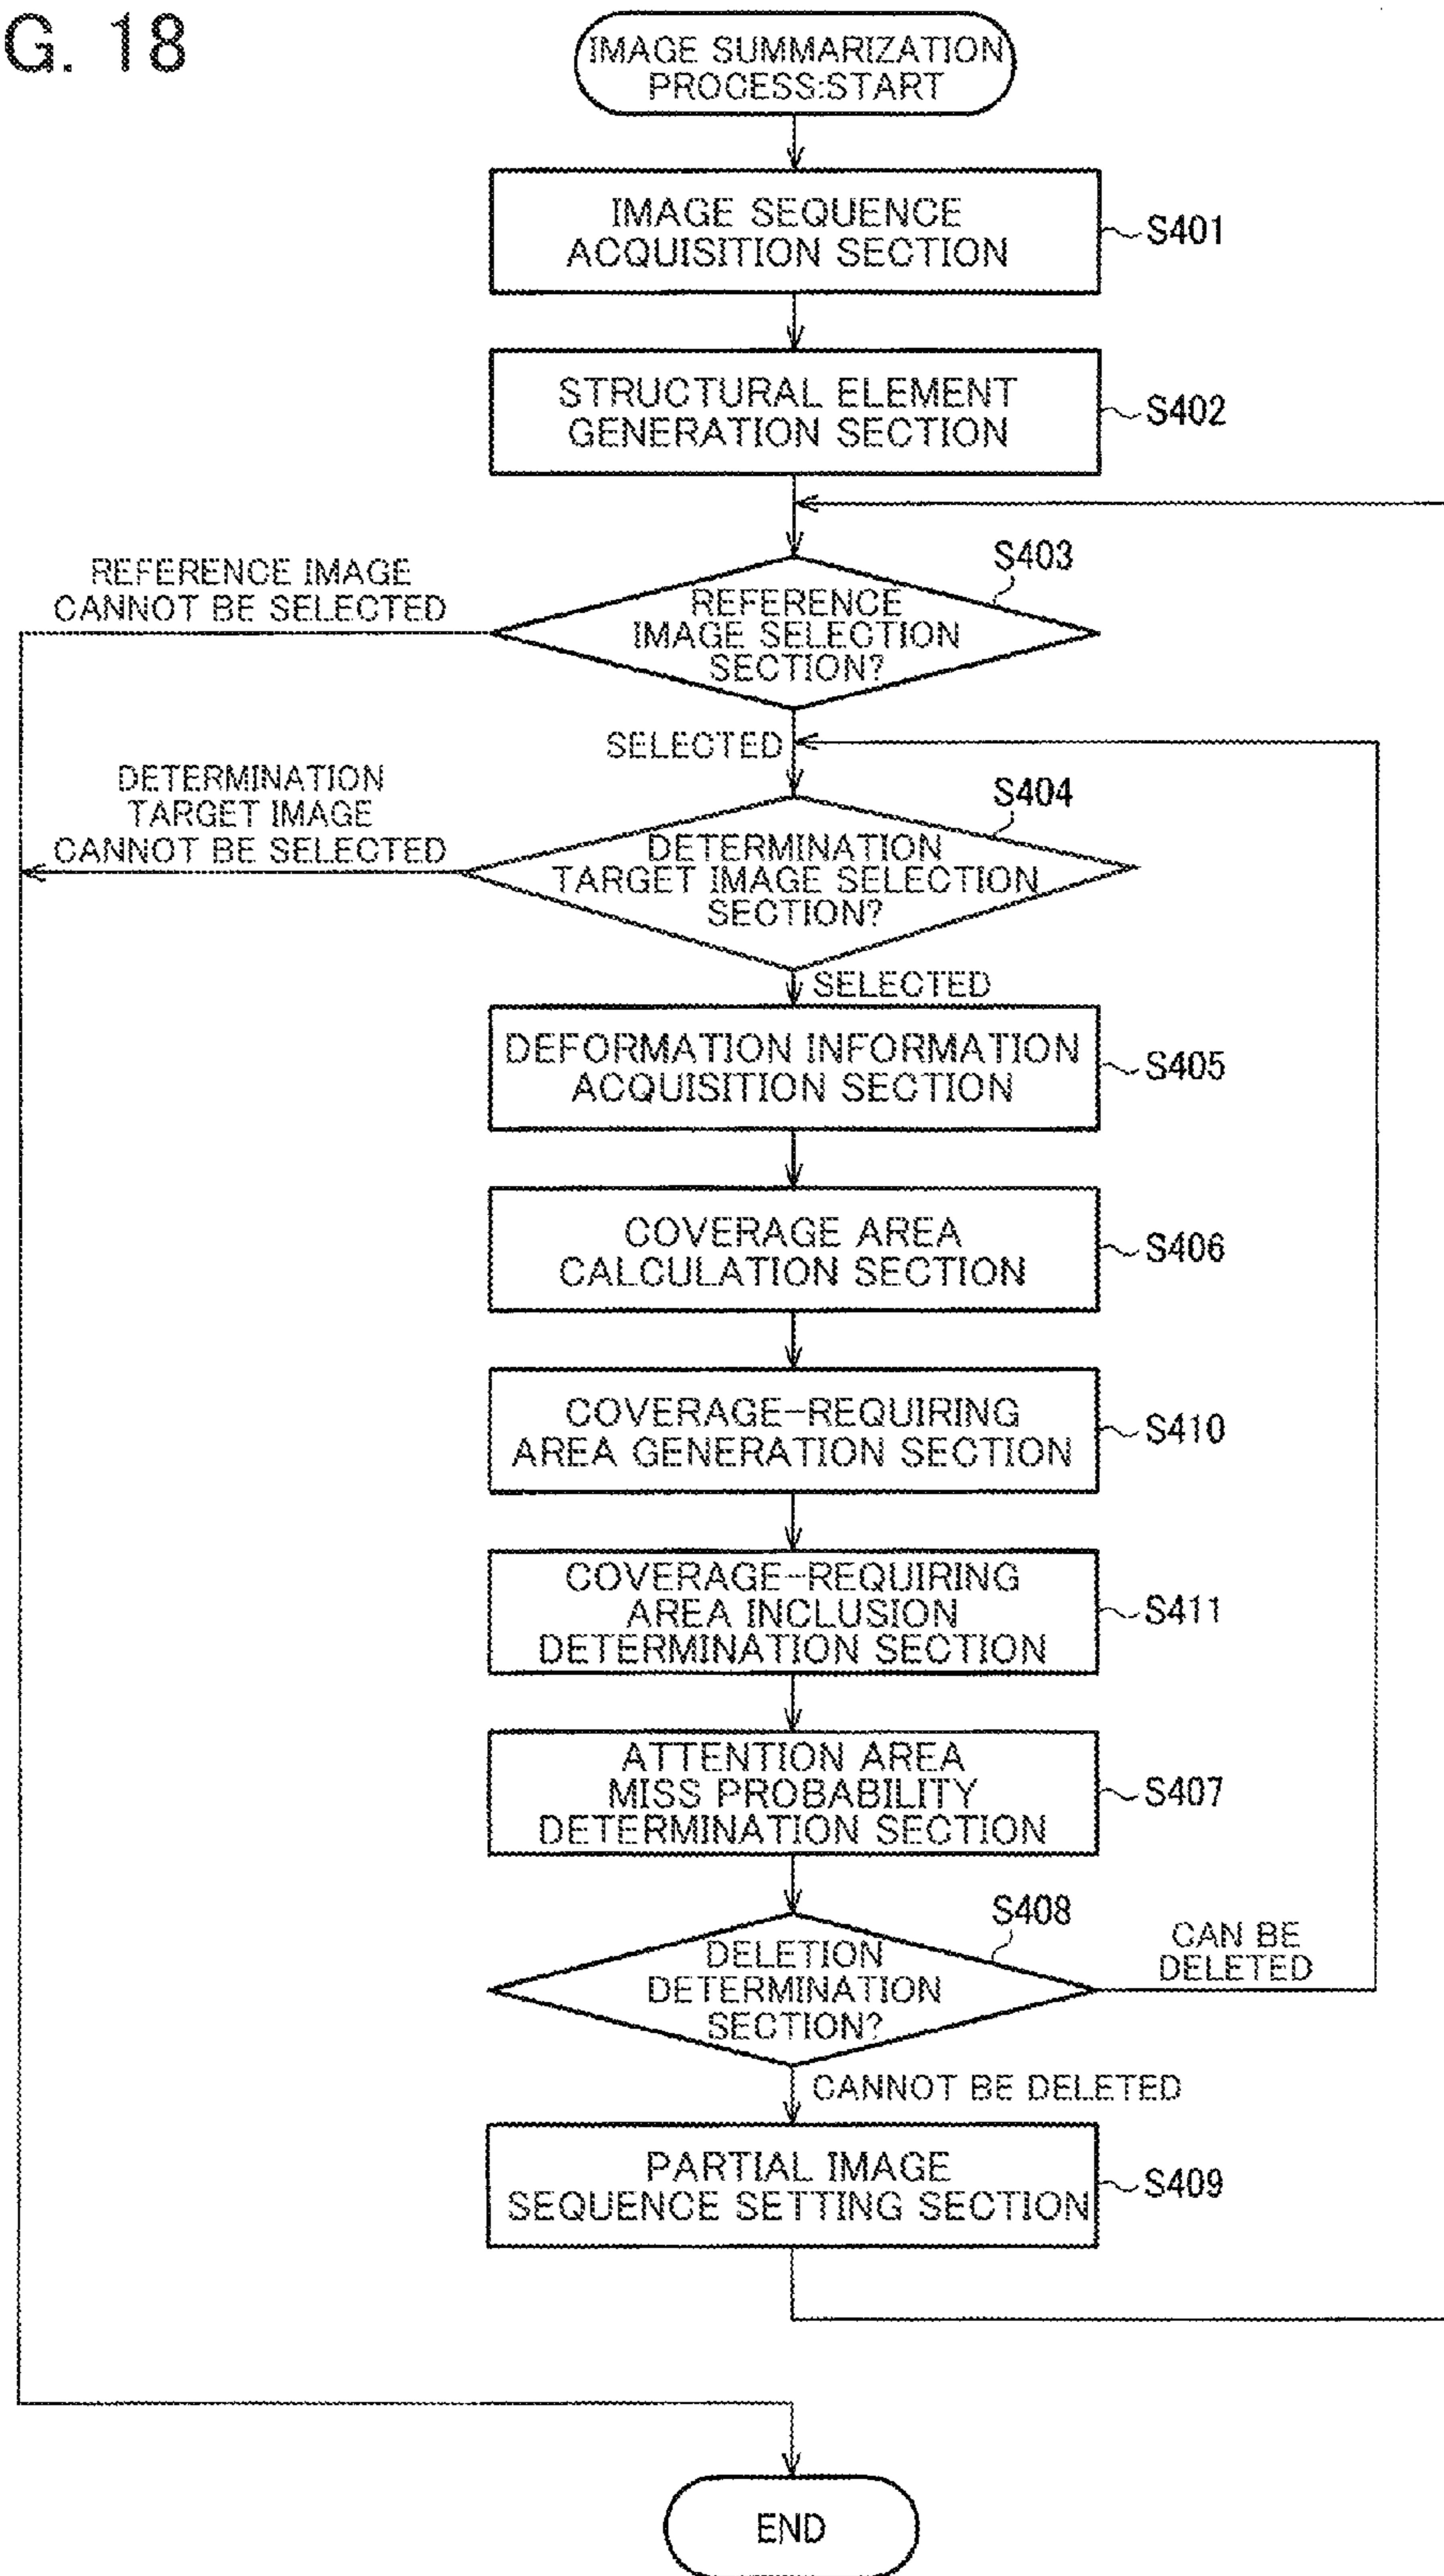 G. 18
IMAGE SUMMARIZATION
PROCESS:START
IMAGE SEQUENCE
ACQUISITION SECTION
S401
STRUCTURAL ELEMENT
GENERATION SECTION
S402
REFERENCE IMAGE
CANNOT BE SELECTED
S403
REFERENCE
IMAGE SELECTION
SECTION?
SELECTED
DETERMINATION
TARGET IMAGE
CANNOT BE SELECTED
S404
DETERMINATION
TARGET IMAGE SELECTION
SECTION?
SELECTED
DEFORMATION INFORMATION
ACQUISITION SECTION
S405
COVERAGE AREA
CALCULATION SECTION
S406
COVERAGE-REQUIRING
AREA GENERATION SECTION
S410
COVERAGE-REQUIRING
AREA INCLUSION
DETERMINATION SECTION
S411
ATTENTION AREA
MISS PROBABILITY
DETERMINATION SECTION
S407
S408
DELETION
DETERMINATION
SECTION?
CAN BE
DELETED
CANNOT BE DELETED
PARTIAL IMAGE
SEQUENCE SETTING SECTION
S409
END